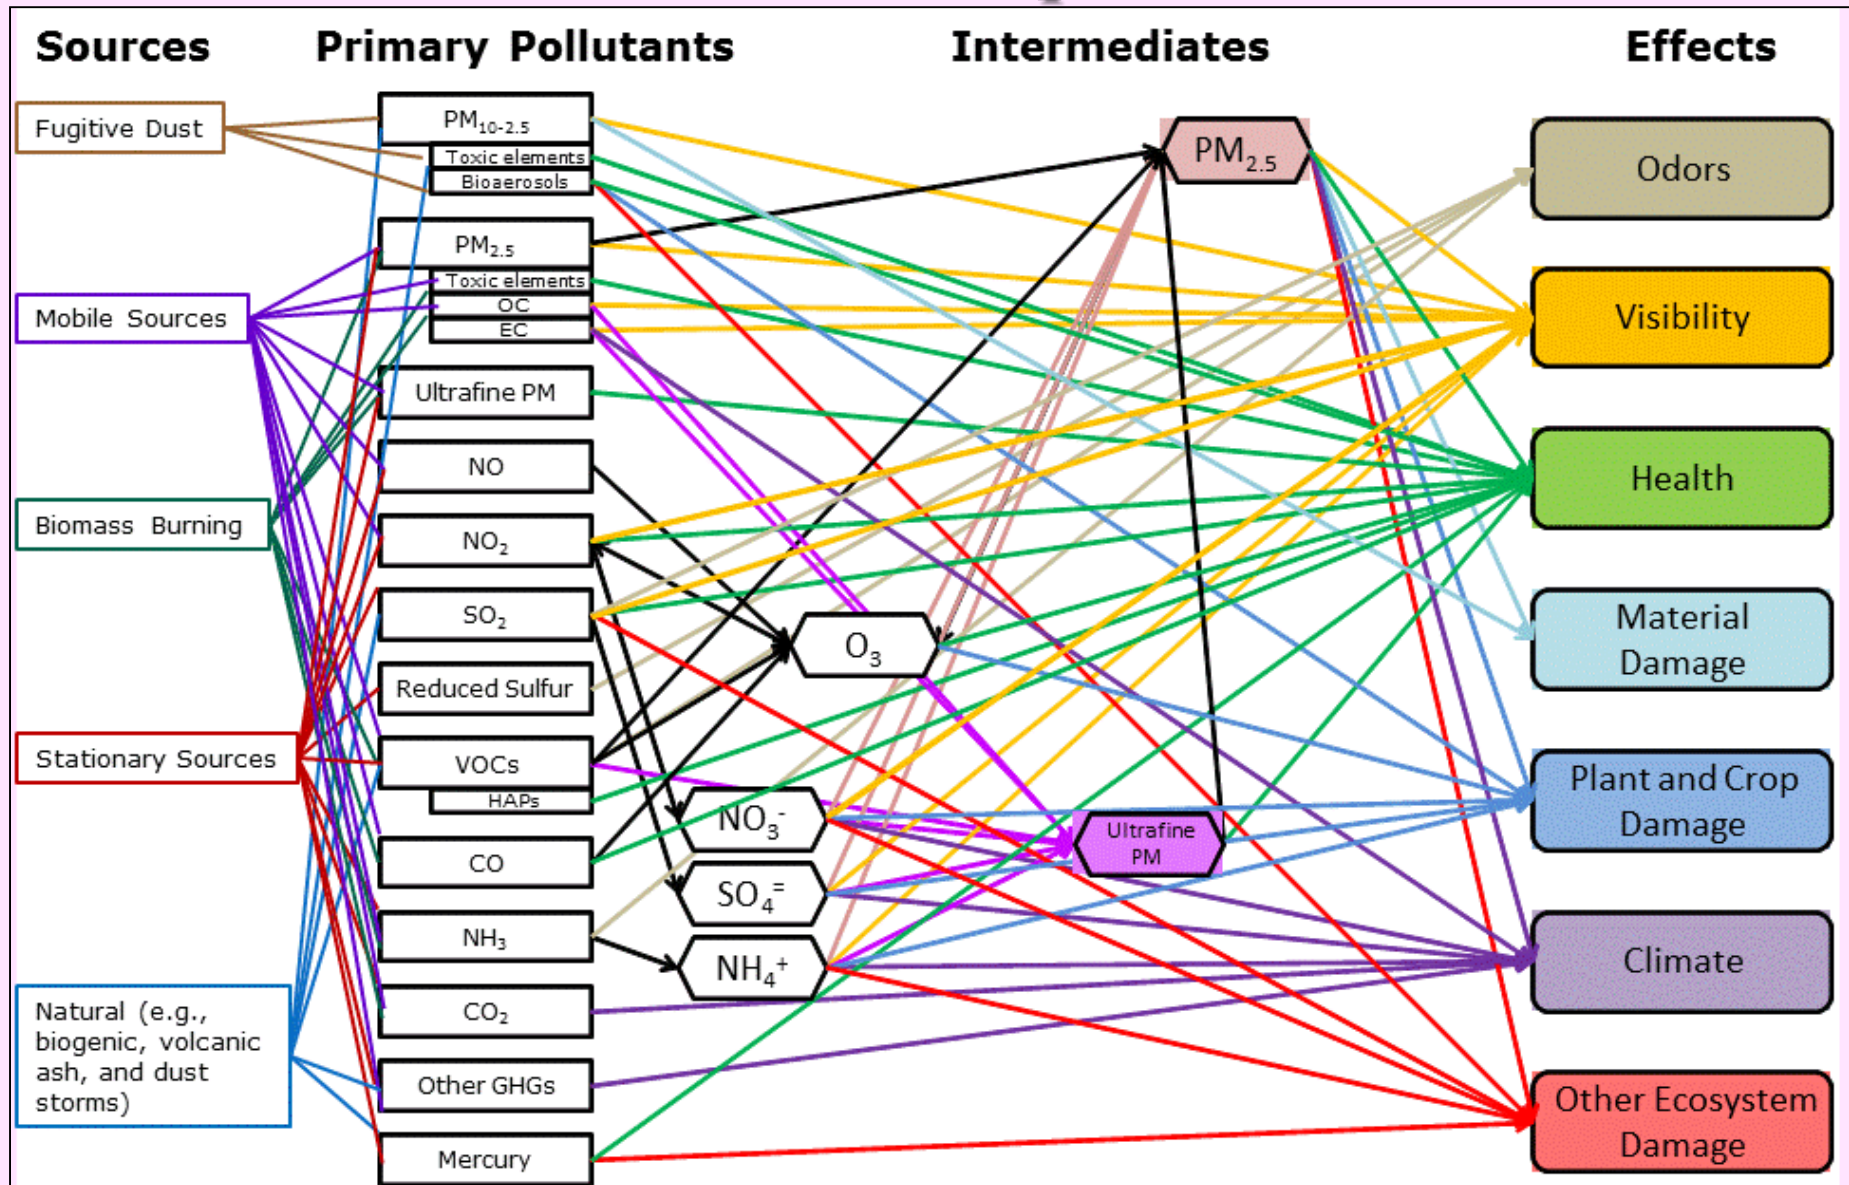 Sources
Primary Pollutants
Intermediates
Effects
Fugitive Dust
Mobile Sources
Biomass Burning
Stationary Sources
Natural (e.g.,
biogenic, volcanic
ash, and dust
storms)
PM10-2.5
Toxic elements
Bioaerosols
PM2.5
Toxic elements
OC
EC
Ultrafine PM
NO
NO2
SO2
Reduced Sulfur
VOCs
HAPs
CO
NH3
CO2
Other GHGs
Mercury
PM2.5
O3
NO3-
SO4=
NH4+
Ultrafine
PM
Odors
Visibility
Health
Material
Damage
Plant and Crop
Damage
Climate
Other Ecosystem
Damage